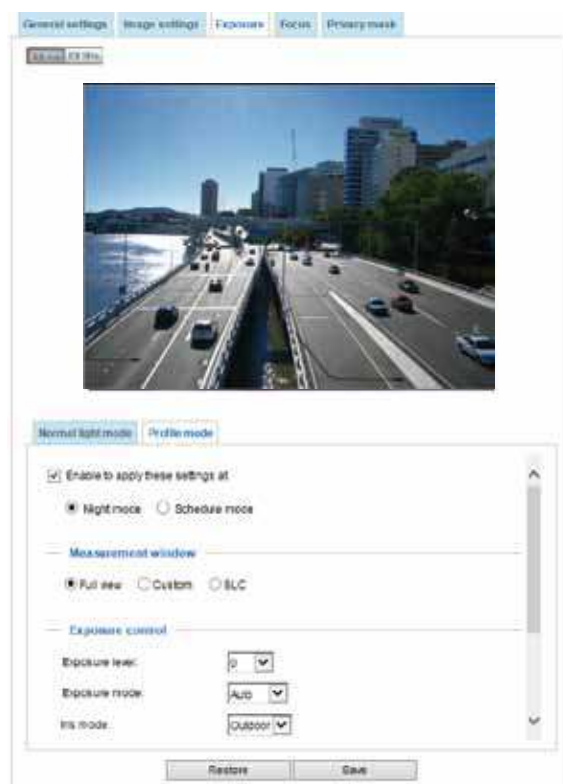 General settings Image settings Exposure Focus Privacy mask
Normal light mode Profile mode
Enable to apply these settings at
Night mode Schedule mode
Measurement window
Full view Custom BLC
Exposure control
Exposure level: 0
Exposure mode: Auto
Iris mode: Outdoor
Restore Save